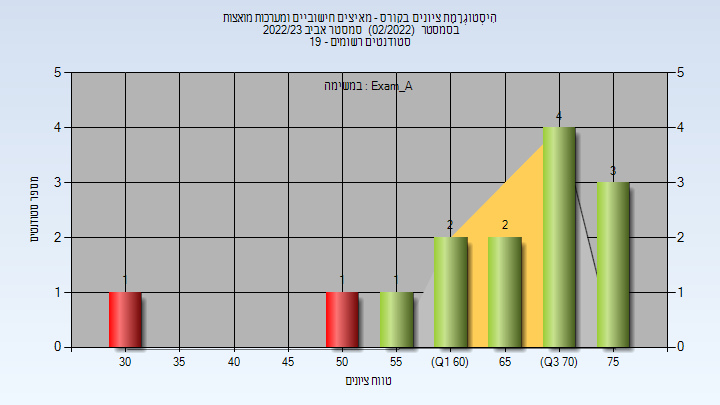 הִיסְטוֹגְרָמַת ציונים בקורס - מאיצים חישוביים ומערכות מואצות
בסמסטר (02/2022) סמסטר אביב 2022/23
סטודנטים רשומים - 19
במשימה : Exam_A
מספר סטודנטים
5 5
4 4
3 3
2 2
1 1
0 0
1 1 1 2 2 4 3
30 35 40 45 50 55 (Q1 60) 65 (Q3 70) 75
טווח ציונים